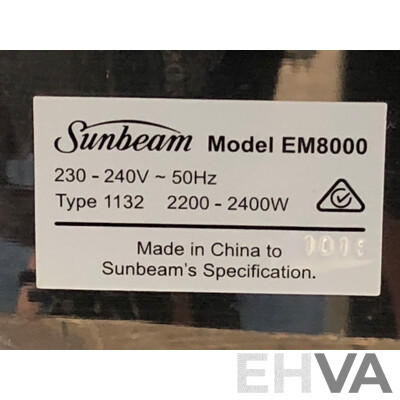 Sunbeam Model EM8000
230 - 240V ~ 50Hz
Type 1132 2200 - 2400W
Made in China to
Sunbeam's Specification.
EHVA